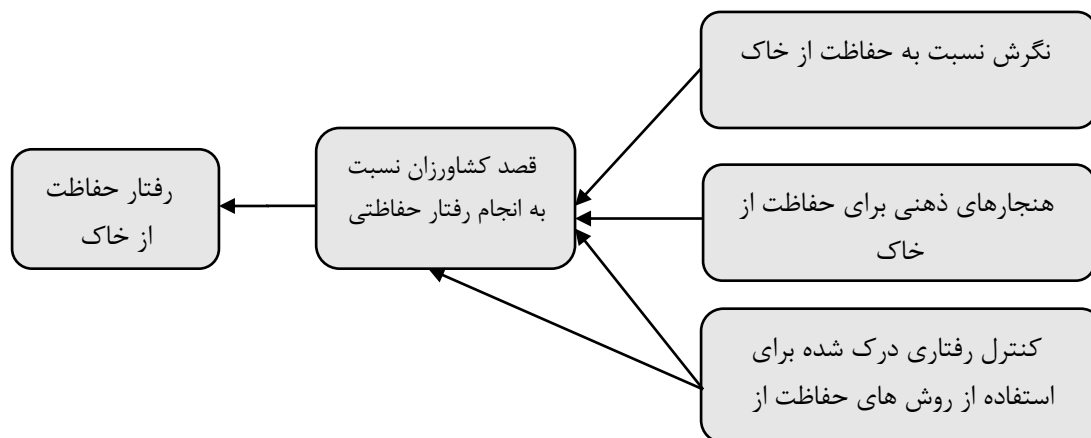 نگرش نسبت به حفاظت از خاک
هنجارهای ذهنی برای حفاظت از
خاک
کنترل رفتاری درک شده برای
استفاده از روش های حفاظت از
قصد کشاورزان نسبت
به انجام رفتار حفاظتی
رفتار حفاظت
از خاک